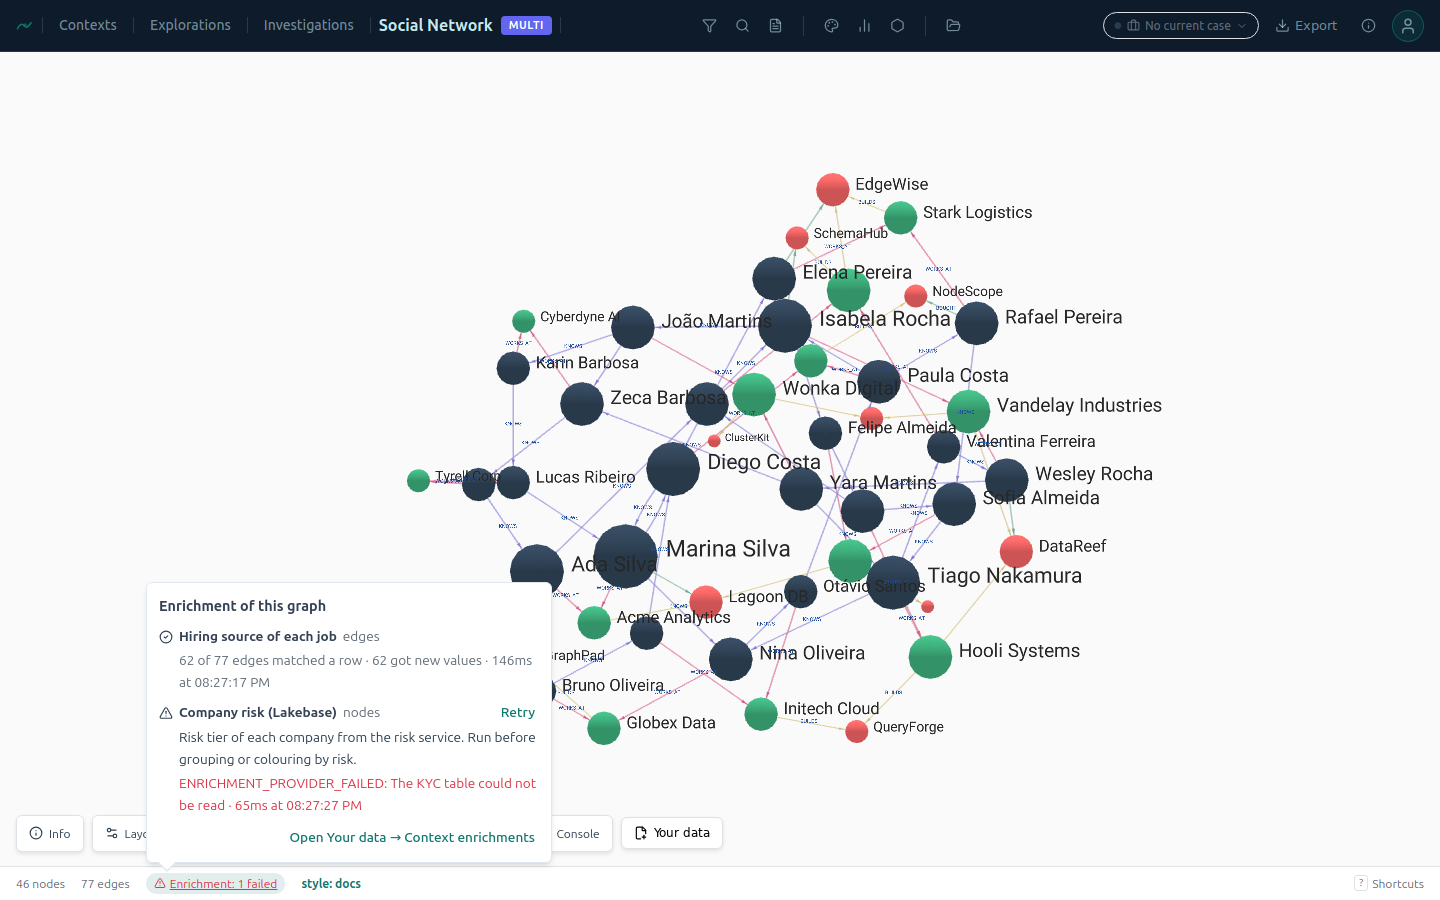 Contexts
Explorations
Investigations
Social Network
MULTI
No current case
Export
EdgeWise
Stark Logistics
SchemaHub
Elena Pereira
NodeScope
Isabela Rocha
Rafael Pereira
Cyberdyne AI
João Martins
Karin Barbosa
Paula Costa
Zeca Barbosa
Wonka Digital
Vandelay Industries
Felipe Almeida
ClusterKit
Valentina Ferreira
Diego Costa
Tyrell Corp
Lucas Ribeiro
Yara Martins
Wesley Rocha
Sofia Almeida
Marina Silva
DataReef
Ada Silva
Tiago Nakamura
Otávio Santos
Lagoon DB
Acme Analytics
Hooli Systems
Nina Oliveira
GraphPad
Bruno Oliveira
Globex Data
Initech Cloud
QueryForge
KNOWS
WORKS_AT
BUILDS
Enrichment of this graph
Hiring source of each job edges
62 of 77 edges matched a row · 62 got new values · 146ms
at 08:27:17 PM
Company risk (Lakebase) nodes Retry
Risk tier of each company from the risk service. Run before
grouping or colouring by risk.
ENRICHMENT_PROVIDER_FAILED: The KYC table could not
be read · 65ms at 08:27:27 PM
Open Your data → Context enrichments
Info
Console
Your data
46 nodes
77 edges
Enrichment: 1 failed
style: docs
? Shortcuts